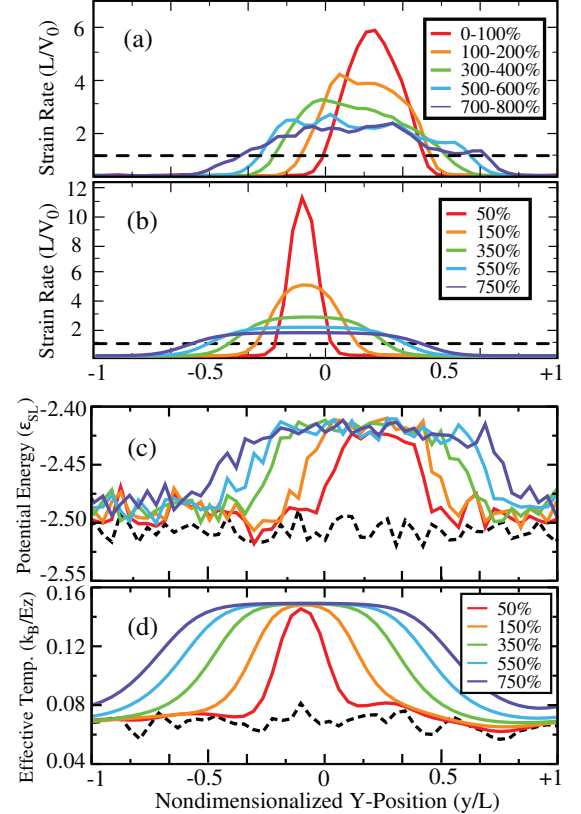 (a)
Strain Rate (L/V₀)
6
4
2
0-100%
100-200%
300-400%
500-600%
700-800%
(b)
Strain Rate (L/V₀)
12
10
8
6
4
2
50%
150%
350%
550%
750%
-1 -0.5 0 0.5 +1
(c)
Potential Energy (ε_SL)
-2.40
-2.45
-2.50
-2.55
(d)
Effective Temp. (k_B/Ez)
0.16
0.12
0.08
0.04
50%
150%
350%
550%
750%
-1 -0.5 0 0.5 +1
Nondimensionalized Y-Position (y/L)